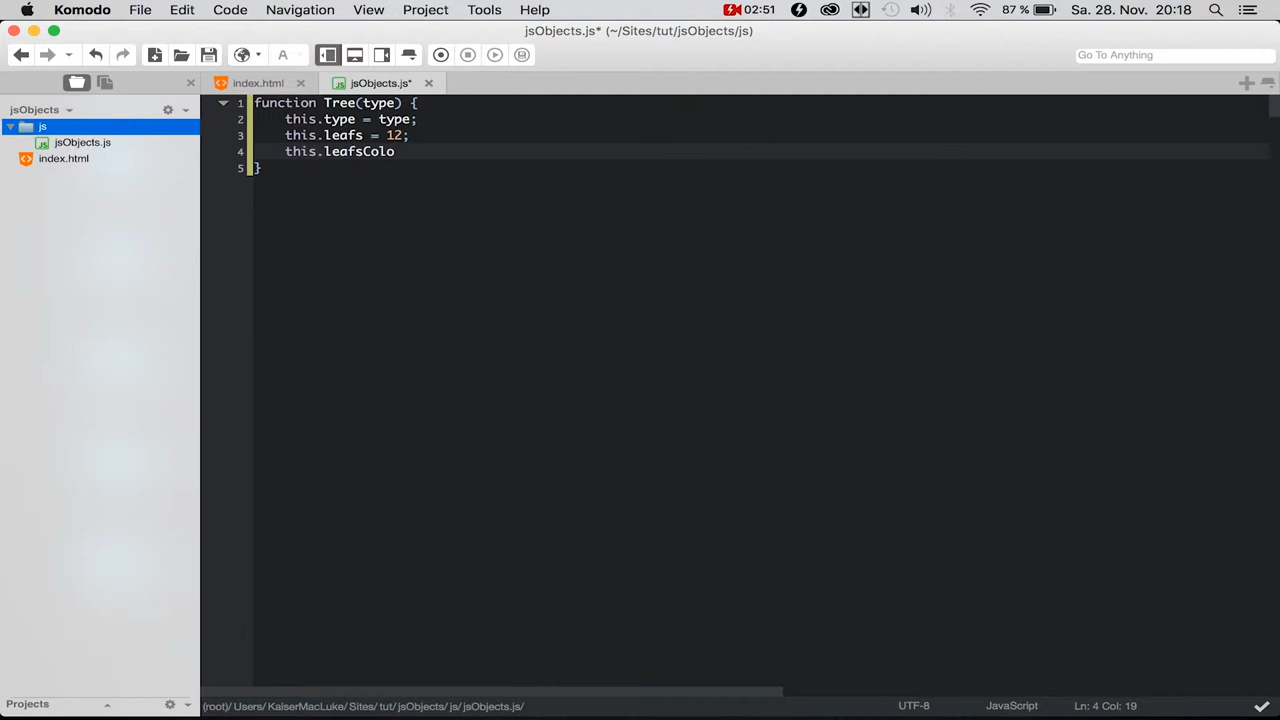 Komodo File Edit Code Navigation View Project Tools Help 02:51 87 % Sa. 28. Nov. 20:18
jsObjects.js* (~/Sites/tut/jsObjects/js)
A Go To Anything
index.html jsObjects.js*
jsObjects
js
jsObjects.js
index.html
1 function Tree(type) {
2 this.type = type;
3 this.leafs = 12;
4 this.leafsColo
5 }
Projects
(root)/ Users/ KaiserMacLuke/ Sites/ tut/ jsObjects/ js/ jsObjects.js/ UTF-8 JavaScript Ln: 4 Col: 19